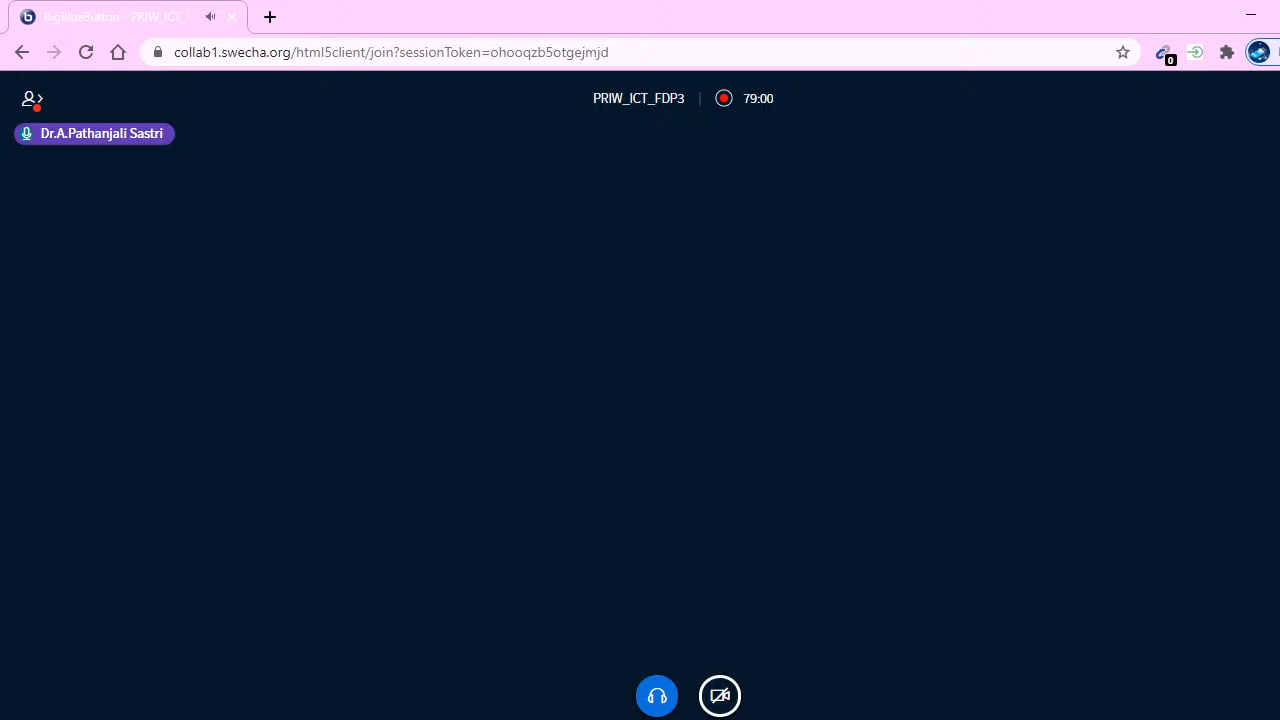 BigBlueButton - PRIW_ICT_
collab1.swecha.org/html5client/join?sessionToken=ohooqzb5otgejmjd
0
PRIW_ICT_FDP3
79:00
Dr.A.Pathanjali Sastri